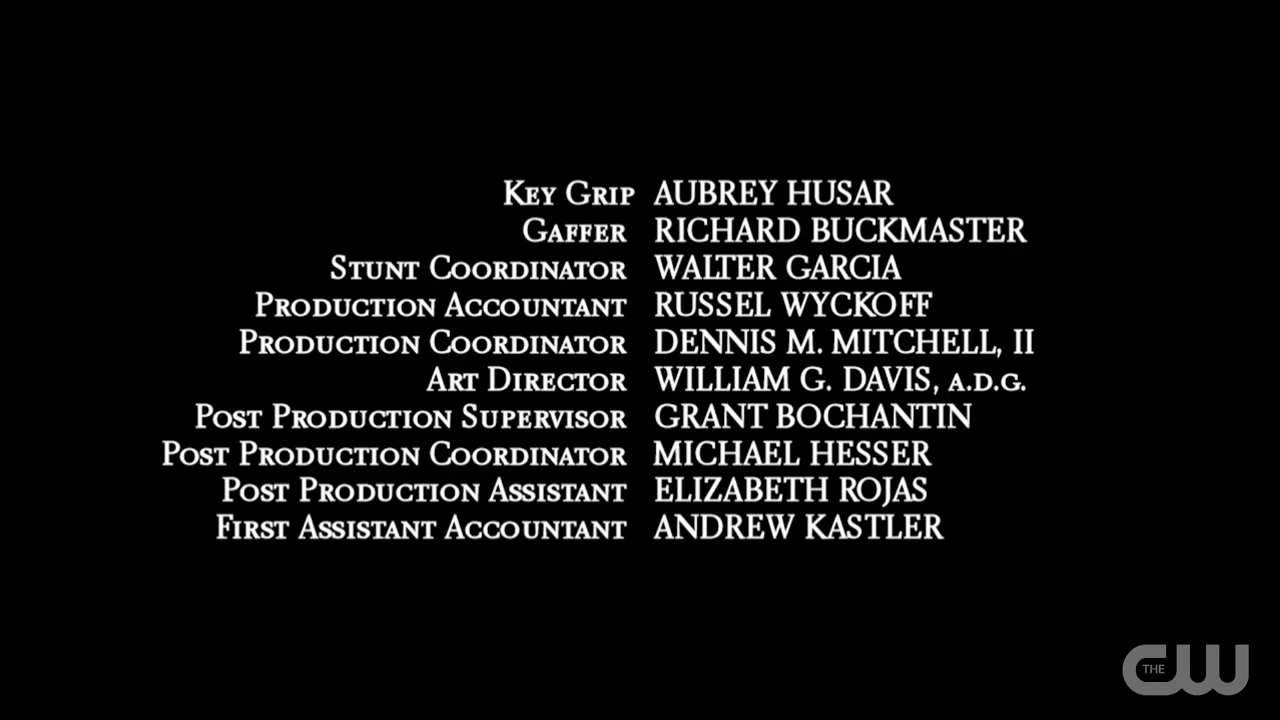 Key Grip AUBREY HUSAR
Gaffer RICHARD BUCKMASTER
Stunt Coordinator WALTER GARCIA
Production Accountant RUSSEL WYCKOFF
Production Coordinator DENNIS M. MITCHELL, II
Art Director WILLIAM G. DAVIS, A.D.G.
Post Production Supervisor GRANT BOCHANTIN
Post Production Coordinator MICHAEL HESSER
Post Production Assistant ELIZABETH ROJAS
First Assistant Accountant ANDREW KASTLER
THE CW